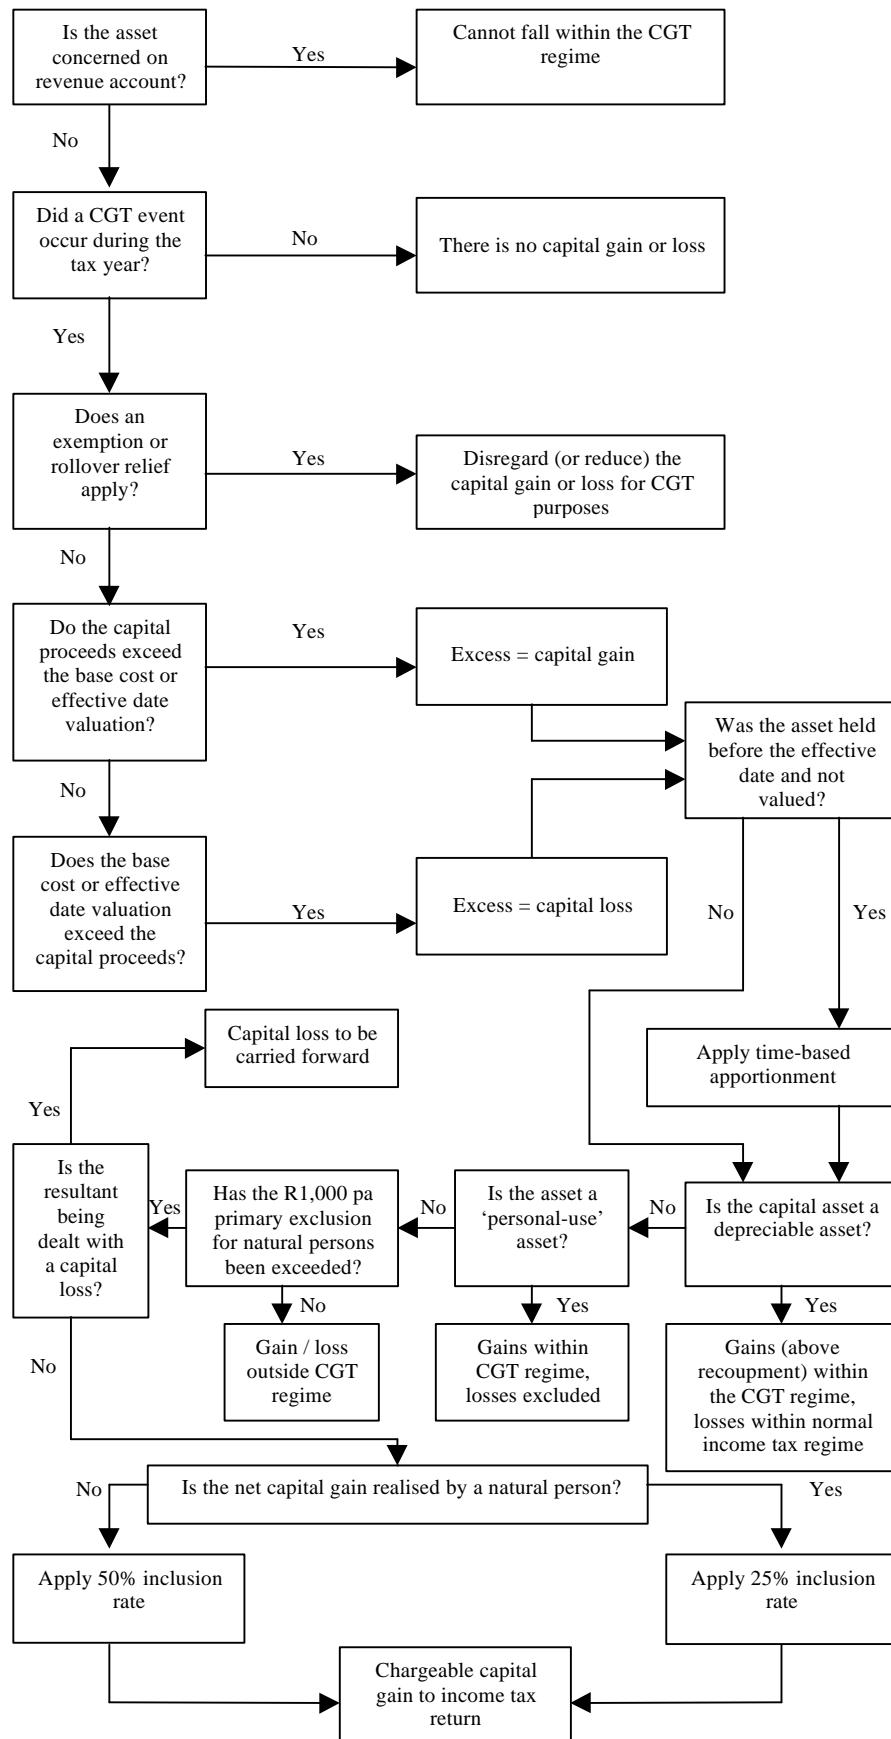 Is the asset
concerned on
revenue account?
Yes
Cannot fall within the CGT
regime
No
Did a CGT event
occur during the
tax year?
No
There is no capital gain or loss
Yes
Does an
exemption or
rollover relief
apply?
Yes
Disregard (or reduce) the
capital gain or loss for CGT
purposes
No
Do the capital
proceeds exceed
the base cost or
effective date
valuation?
Yes
Excess = capital gain
Was the asset held
before the effective
date and not
valued?
No
Does the base
cost or effective
date valuation
exceed the
capital proceeds?
Yes
Excess = capital loss
No
Yes
Capital loss to be
carried forward
Apply time-based
apportionment
Yes
Is the
resultant
being
dealt with
a capital
loss?
Yes
Has the R1,000 pa
primary exclusion
for natural persons
been exceeded?
No
Is the asset a
‘personal-use’
asset?
No
Is the capital asset a
depreciable asset?
No
Yes
Yes
No
Gain / loss
outside CGT
regime
Gains within
CGT regime,
losses excluded
Gains (above
recoupment) within
the CGT regime,
losses within normal
income tax regime
No
Is the net capital gain realised by a natural person?
Yes
Apply 50% inclusion
rate
Apply 25% inclusion
rate
Chargeable capital
gain to income tax
return